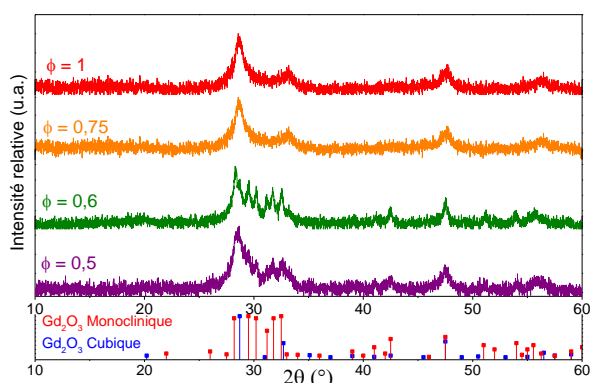 Intensité relative (u.a.)
ϕ = 1
ϕ = 0,75
ϕ = 0,6
ϕ = 0,5
10 20 30 40 50 60
Gd₂O₃ Monoclinique
Gd₂O₃ Cubique
10 20 30 40 50 60
2θ (°)